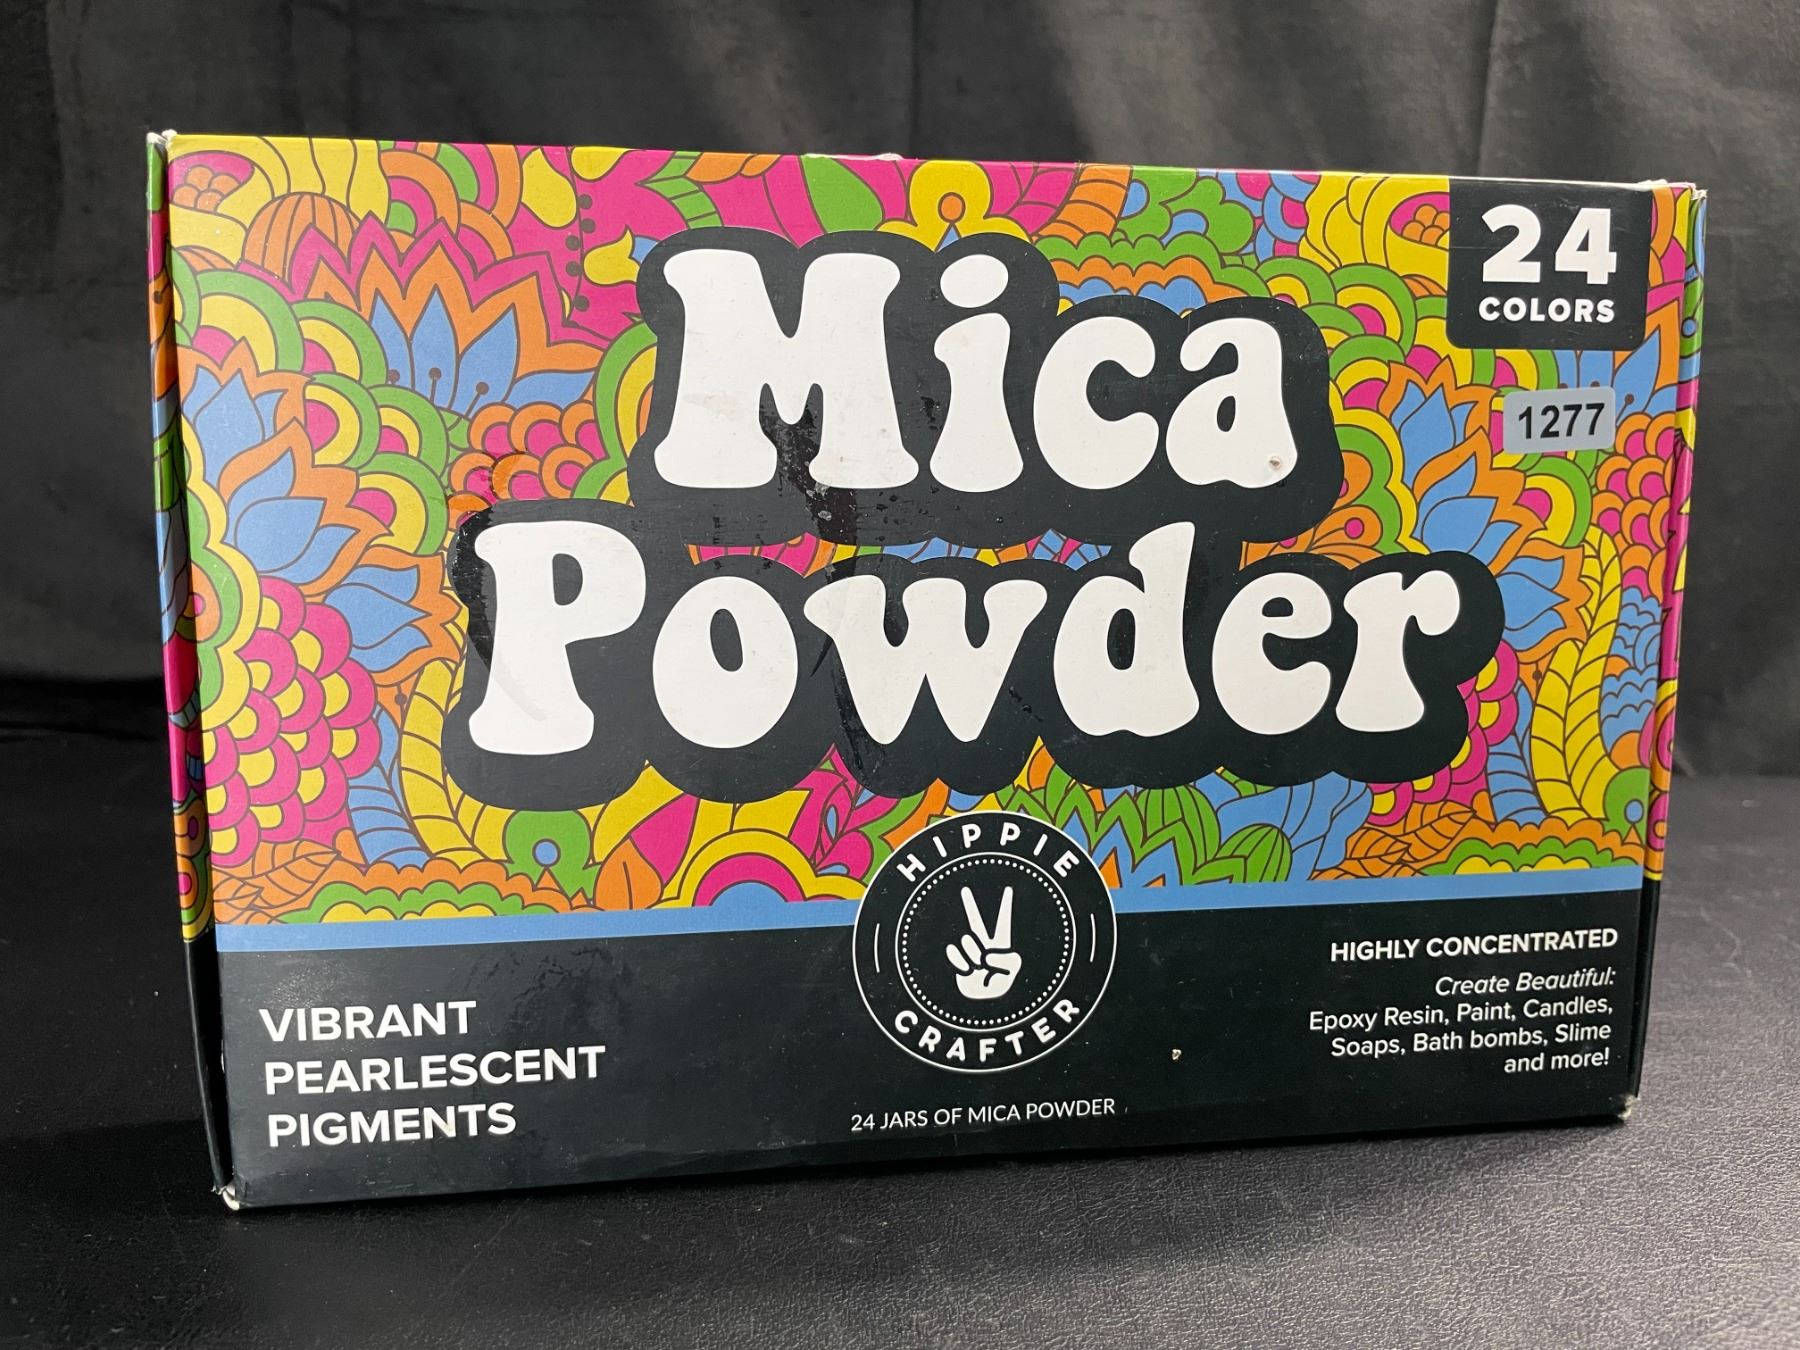 24
COLORS
Mica
Powder
1277
HIPPIE
CRAFTER
VIBRANT
PEARLESCENT
PIGMENTS
24 JARS OF MICA POWDER
HIGHLY CONCENTRATED
Create Beautiful:
Epoxy Resin, Paint, Candles,
Soaps, Bath bombs, Slime
and more!